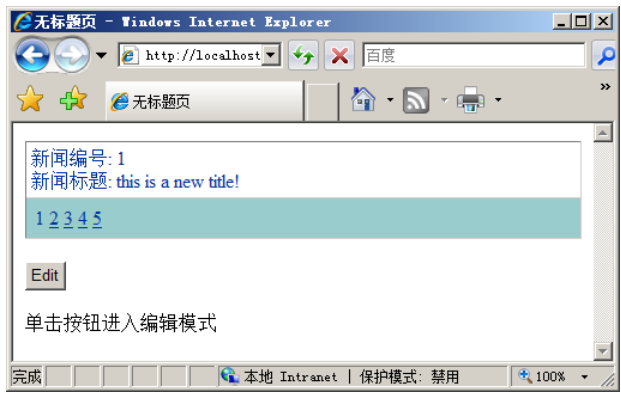 无标题页 - Windows Internet Explorer
http://localhost
百度
无标题页
»
新闻编号: 1
新闻标题: this is a new title!
1 2 3 4 5
Edit
单击按钮进入编辑模式
完成
本地 Intranet | 保护模式: 禁用
100%